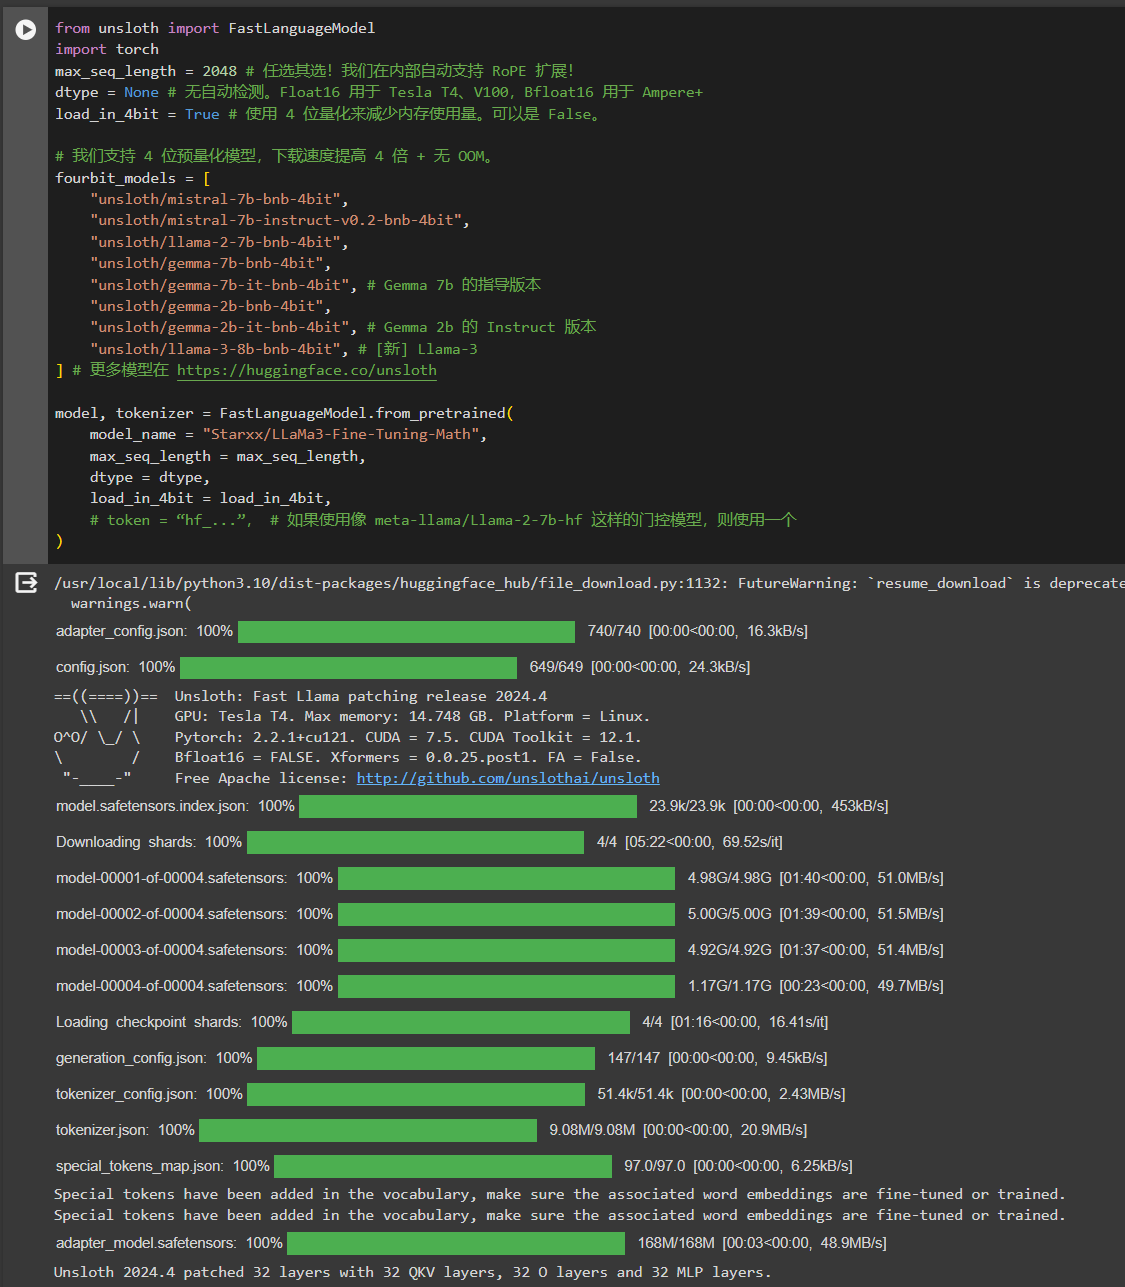 from unsloth import FastLanguageModel
import torch
max_seq_length = 2048 # 任选其选！我们在内部自动支持 RoPE 扩展！
dtype = None # 无自动检测。Float16 用于 Tesla T4、V100，Bfloat16 用于 Ampere+
load_in_4bit = True # 使用 4 位量化来减少内存使用量。可以是 False。
# 我们支持 4 位预量化模型，下载速度提高 4 倍 + 无 OOM。
fourbit_models = [
"unsloth/mistral-7b-bnb-4bit",
"unsloth/mistral-7b-instruct-v0.2-bnb-4bit",
"unsloth/llama-2-7b-bnb-4bit",
"unsloth/gemma-7b-bnb-4bit",
"unsloth/gemma-7b-it-bnb-4bit", # Gemma 7b 的指导版本
"unsloth/gemma-2b-bnb-4bit",
"unsloth/gemma-2b-it-bnb-4bit", # Gemma 2b 的 Instruct 版本
"unsloth/llama-3-8b-bnb-4bit", # [新] Llama-3
] # 更多模型在 https://huggingface.co/unsloth
model, tokenizer = FastLanguageModel.from_pretrained(
model_name = "Starxx/LLaMa3-Fine-Tuning-Math",
max_seq_length = max_seq_length,
dtype = dtype,
load_in_4bit = load_in_4bit,
# token = “hf_...”， # 如果使用像 meta-llama/Llama-2-7b-hf 这样的门控模型，则使用一个
)
/usr/local/lib/python3.10/dist-packages/huggingface_hub/file_download.py:1132: FutureWarning: `resume_download` is deprecate
warnings.warn(
adapter_config.json: 100% 740/740 [00:00<00:00, 16.3kB/s]
config.json: 100% 649/649 [00:00<00:00, 24.3kB/s]
==((====))== Unsloth: Fast Llama patching release 2024.4
\\ /| GPU: Tesla T4. Max memory: 14.748 GB. Platform = Linux.
O^O/ \_/ \ Pytorch: 2.2.1+cu121. CUDA = 7.5. CUDA Toolkit = 12.1.
\ / Bfloat16 = FALSE. Xformers = 0.0.25.post1. FA = False.
"-____-" Free Apache license: http://github.com/unslothai/unsloth
model.safetensors.index.json: 100% 23.9k/23.9k [00:00<00:00, 453kB/s]
Downloading shards: 100% 4/4 [05:22<00:00, 69.52s/it]
model-00001-of-00004.safetensors: 100% 4.98G/4.98G [01:40<00:00, 51.0MB/s]
model-00002-of-00004.safetensors: 100% 5.00G/5.00G [01:39<00:00, 51.5MB/s]
model-00003-of-00004.safetensors: 100% 4.92G/4.92G [01:37<00:00, 51.4MB/s]
model-00004-of-00004.safetensors: 100% 1.17G/1.17G [00:23<00:00, 49.7MB/s]
Loading checkpoint shards: 100% 4/4 [01:16<00:00, 16.41s/it]
generation_config.json: 100% 147/147 [00:00<00:00, 9.45kB/s]
tokenizer_config.json: 100% 51.4k/51.4k [00:00<00:00, 2.43MB/s]
tokenizer.json: 100% 9.08M/9.08M [00:00<00:00, 20.9MB/s]
special_tokens_map.json: 100% 97.0/97.0 [00:00<00:00, 6.25kB/s]
Special tokens have been added in the vocabulary, make sure the associated word embeddings are fine-tuned or trained.
Special tokens have been added in the vocabulary, make sure the associated word embeddings are fine-tuned or trained.
adapter_model.safetensors: 100% 168M/168M [00:03<00:00, 48.9MB/s]
Unsloth 2024.4 patched 32 layers with 32 QKV layers, 32 O layers and 32 MLP layers.